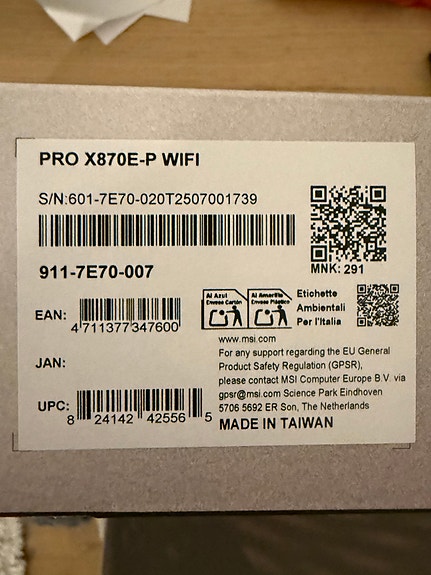 PRO X870E-P WIFI
S/N:601-7E70-020T2507001739
911-7E70-007
MNK: 291
EAN:
4 711377 347600
Al Azul
Envase Cartón
Al Amarillo
Envase Plástico
Etichette
Ambientali
Per l'Italia
www.msi.com
For any support regarding the EU General
Product Safety Regulation (GPSR),
please contact MSI Computer Europe B.V. via
gpsr@msi.com Science Park Eindhoven
5706 5692 ER Son, The Netherlands
MADE IN TAIWAN
JAN:
UPC:
8 24142 42556 5